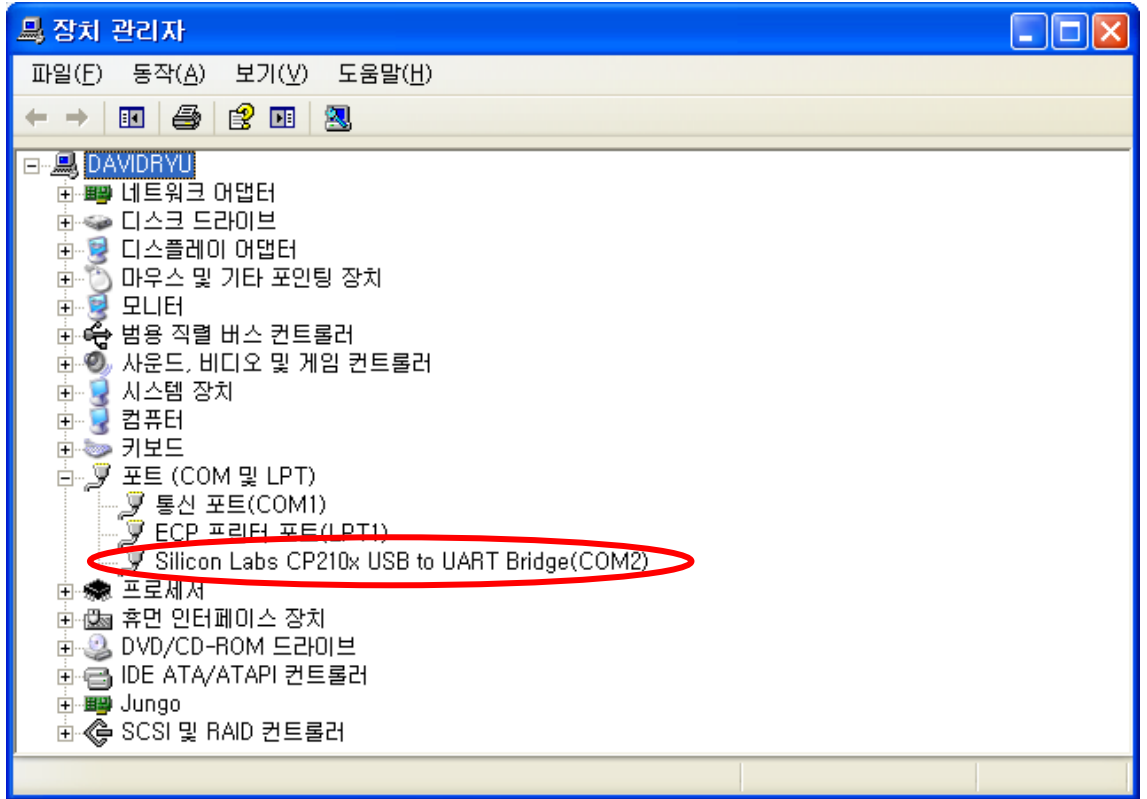 장치 관리자
파일(F) 동작(A) 보기(V) 도움말(H)
DAVIDRYU
네트워크 어댑터
디스크 드라이브
디스플레이 어댑터
마우스 및 기타 포인팅 장치
모니터
범용 직렬 버스 컨트롤러
사운드, 비디오 및 게임 컨트롤러
시스템 장치
컴퓨터
키보드
포트 (COM 및 LPT)
통신 포트(COM1)
ECP 프린터 포트(LPT1)
Silicon Labs CP210x USB to UART Bridge(COM2)
프로세서
휴먼 인터페이스 장치
DVD/CD-ROM 드라이브
IDE ATA/ATAPI 컨트롤러
Jungo
SCSI 및 RAID 컨트롤러